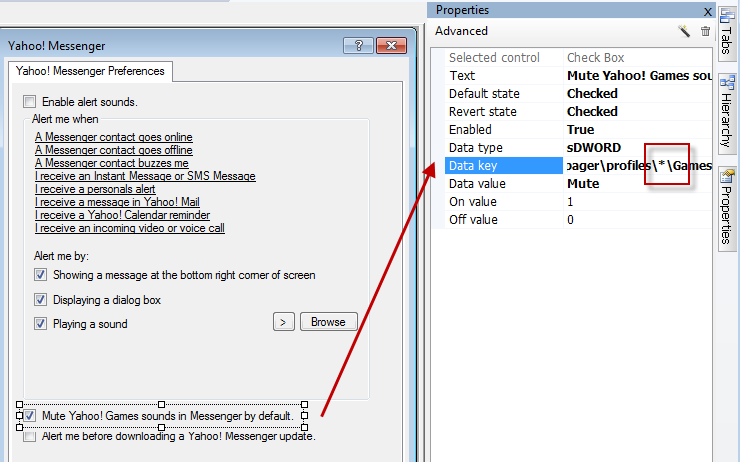 Yahoo! Messenger
?
X
Yahoo! Messenger Preferences
Enable alert sounds.
Alert me when
A Messenger contact goes online
A Messenger contact goes offline
A Messenger contact buzzes me
I receive an Instant Message or SMS Message
I receive a personals alert
I receive a message in Yahoo! Mail
I receive a Yahoo! Calendar reminder
I receive an incoming video or voice call
Alert me by:
Showing a message at the bottom right corner of screen
Displaying a dialog box
Playing a sound
> Browse
Mute Yahoo! Games sounds in Messenger by default.
Alert me before downloading a Yahoo! Messenger update.
Properties X
Advanced
Selected control Check Box
Text Mute Yahoo! Games sou
Default state Checked
Revert state Checked
Enabled True
Data type sDWORD
Data key pager\profiles\*\Games
Data value Mute
On value 1
Off value 0
Tabs
Hierarchy
Properties